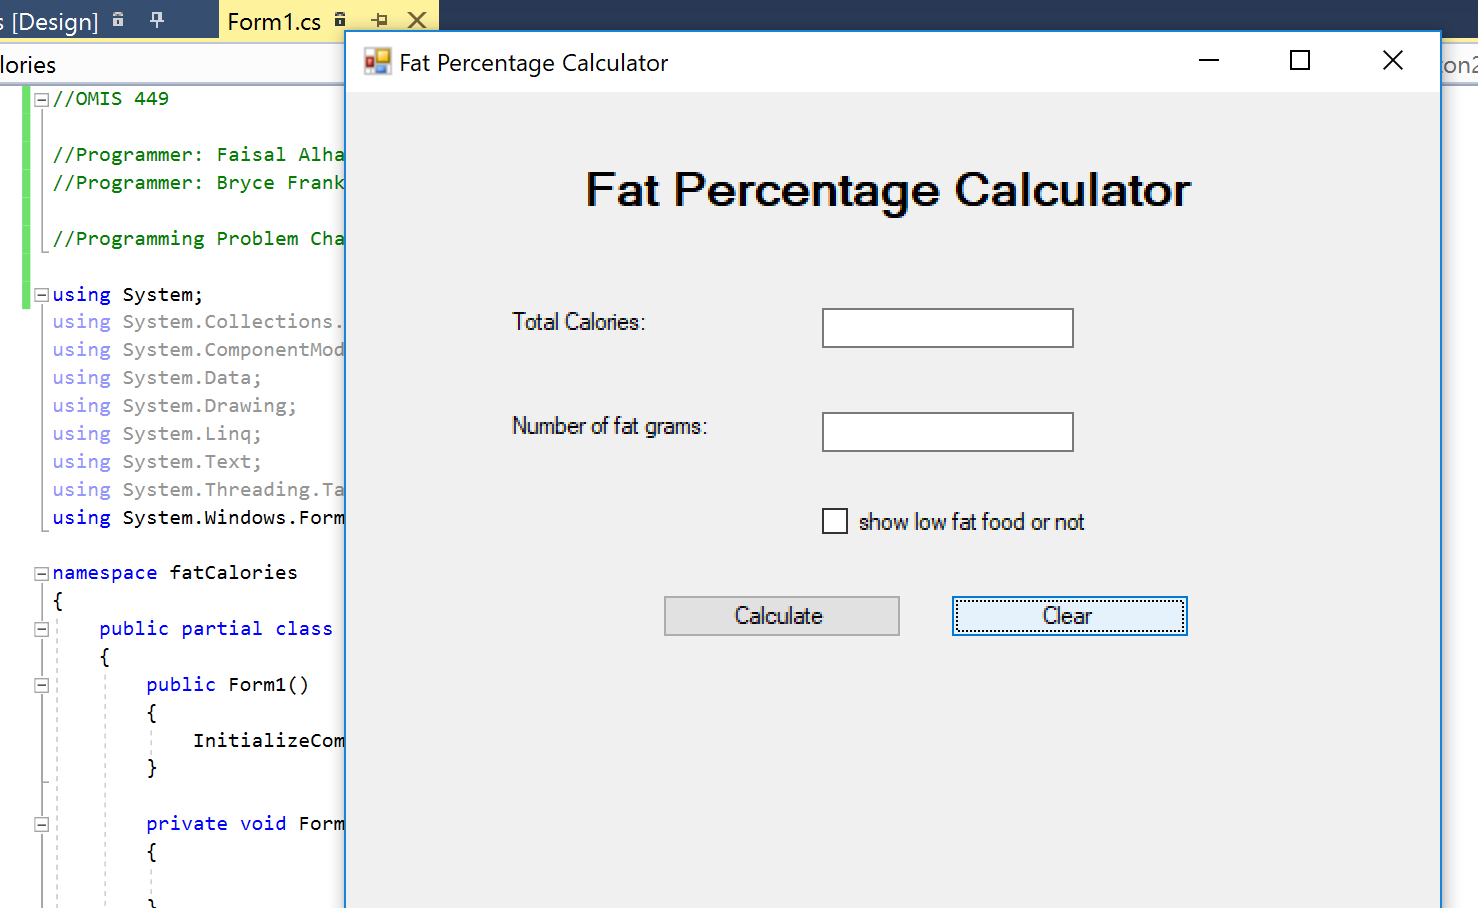 s [Design]
Form1.cs
lories
//OMIS 449
//Programmer: Faisal Alha
//Programmer: Bryce Frank
//Programming Problem Cha
using System;
using System.Collections.
using System.ComponentMod
using System.Data;
using System.Drawing;
using System.Linq;
using System.Text;
using System.Threading.Ta
using System.Windows.Form
namespace fatCalories
{
public partial class
{
public Form1()
{
InitializeCom
}
private void Form
{
}
Fat Percentage Calculator
Fat Percentage Calculator
Total Calories:
Number of fat grams:
show low fat food or not
Calculate
Clear
ton2